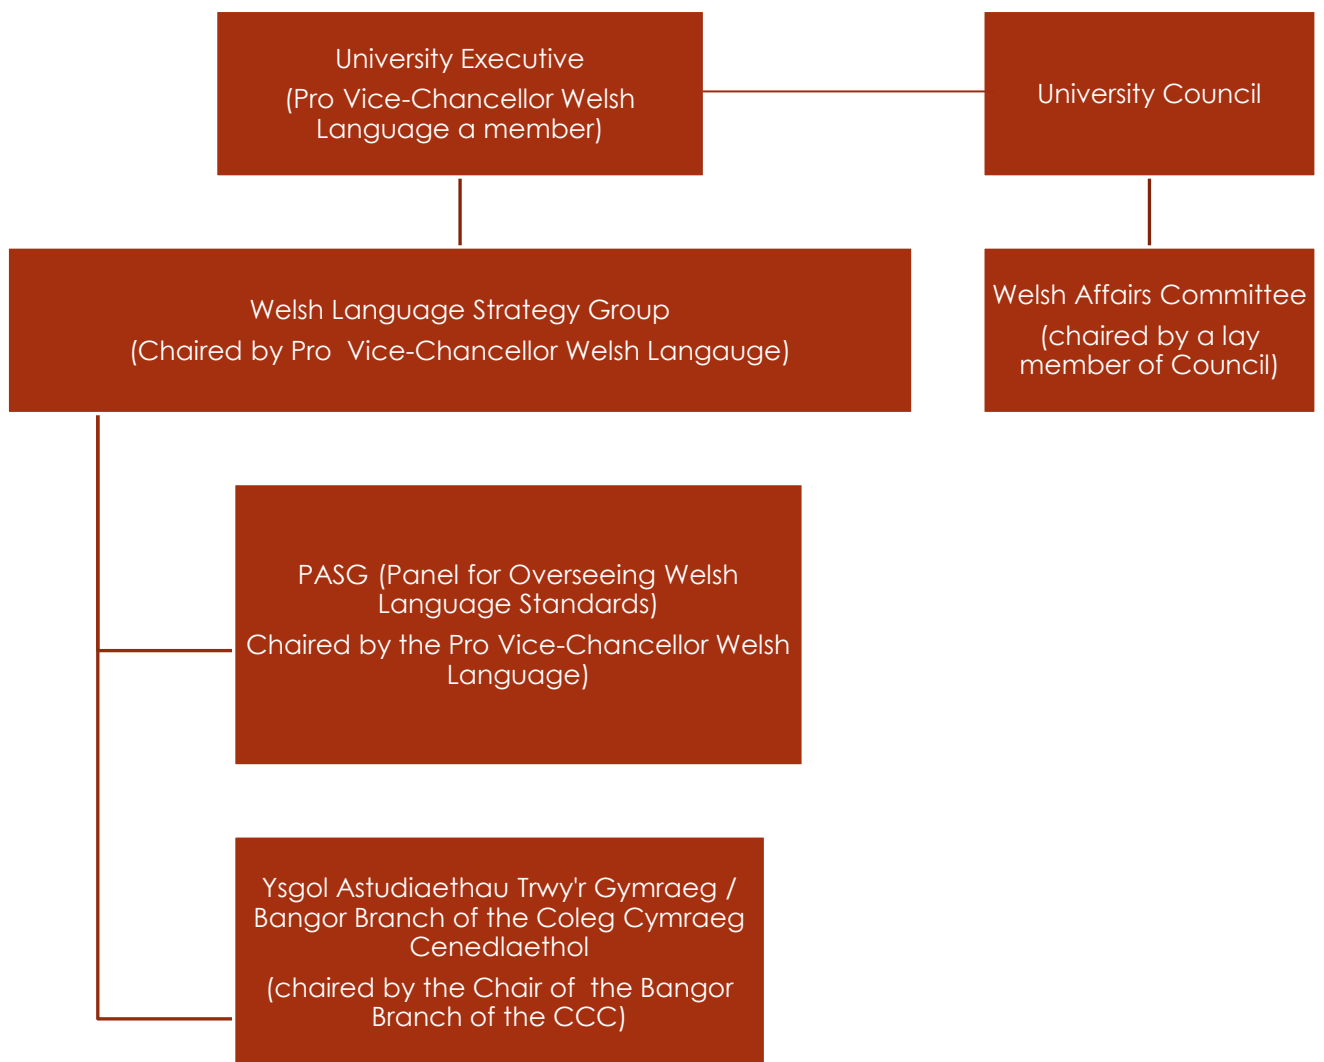 University Executive
(Pro Vice-Chancellor Welsh
Language a member)
University Council
Welsh Language Strategy Group
(Chaired by Pro  Vice-Chancellor Welsh Langauge)
Welsh Affairs Committee
(chaired by a lay
member of Council)
PASG (Panel for Overseeing Welsh
Language Standards)
Chaired by the Pro Vice-Chancellor Welsh
Language)
Ysgol Astudiaethau Trwy'r Gymraeg /
Bangor Branch of the Coleg Cymraeg
Cenedlaethol
(chaired by the Chair of  the Bangor
Branch of the CCC)